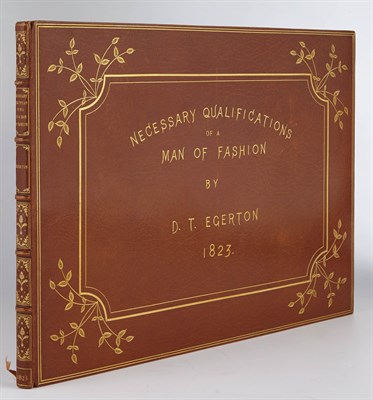 NECESSARY QUALIFICATIONS
OF A
MAN OF FASHION
BY
D. T. EGERTON
1823.